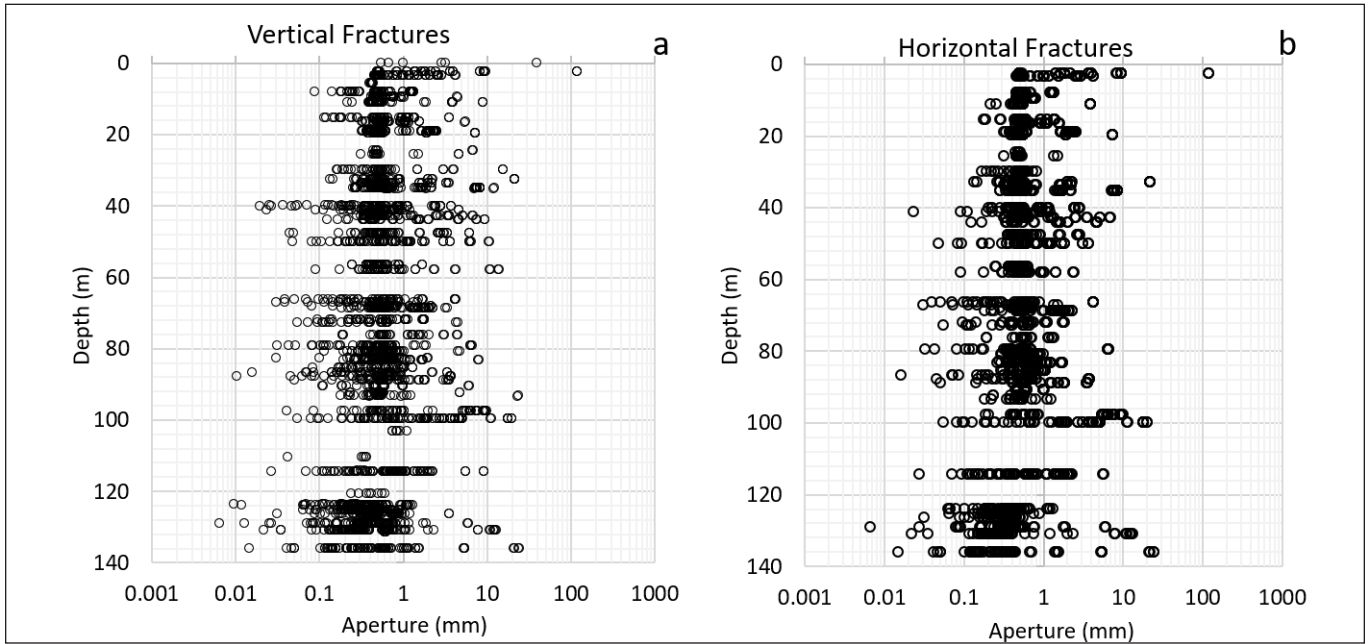 Vertical Fractures
a
0
20
40
60
80
100
120
140
Depth (m)
0.001 0.01 0.1 1 10 100 1000
Aperture (mm)
Horizontal Fractures
b
0
20
40
60
80
100
120
140
Depth (m)
0.001 0.01 0.1 1 10 100 1000
Aperture (mm)